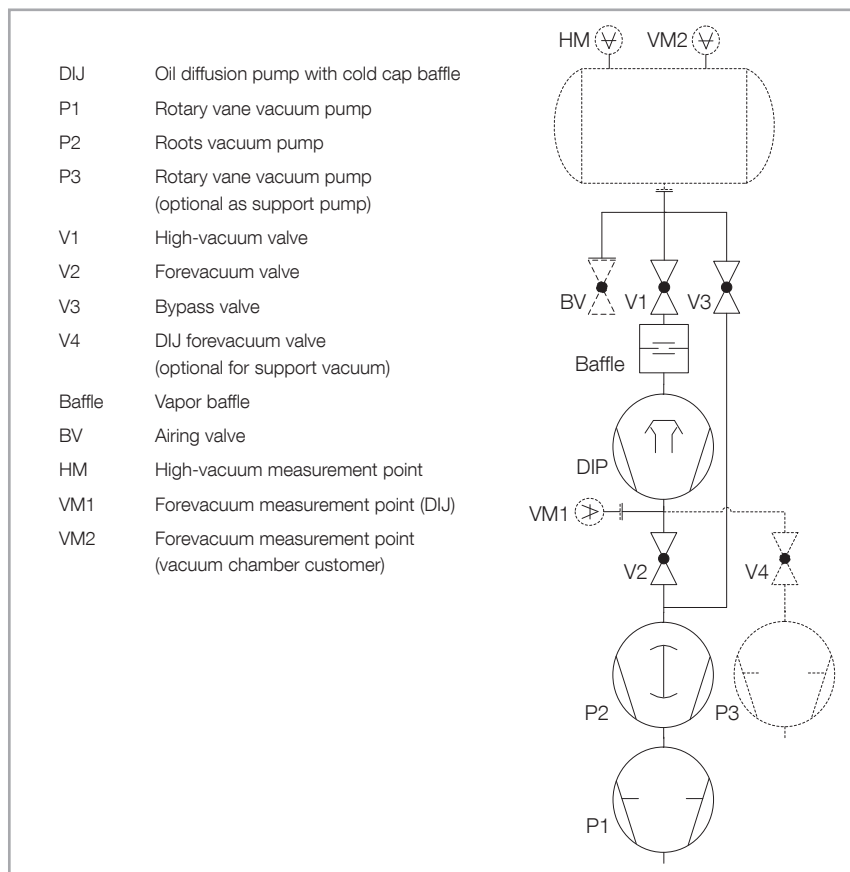 DIJ Oil diffusion pump with cold cap baffle
P1 Rotary vane vacuum pump
P2 Roots vacuum pump
P3 Rotary vane vacuum pump
(optional as support pump)
V1 High-vacuum valve
V2 Forevacuum valve
V3 Bypass valve
V4 DIJ forevacuum valve
(optional for support vacuum)
Baffle Vapor baffle
BV Airing valve
HM High-vacuum measurement point
VM1 Forevacuum measurement point (DIJ)
VM2 Forevacuum measurement point
(vacuum chamber customer)
HM VM2
BV V1 V3
Baffle
DIP
VM1
V2 V4
P2 P3
P1